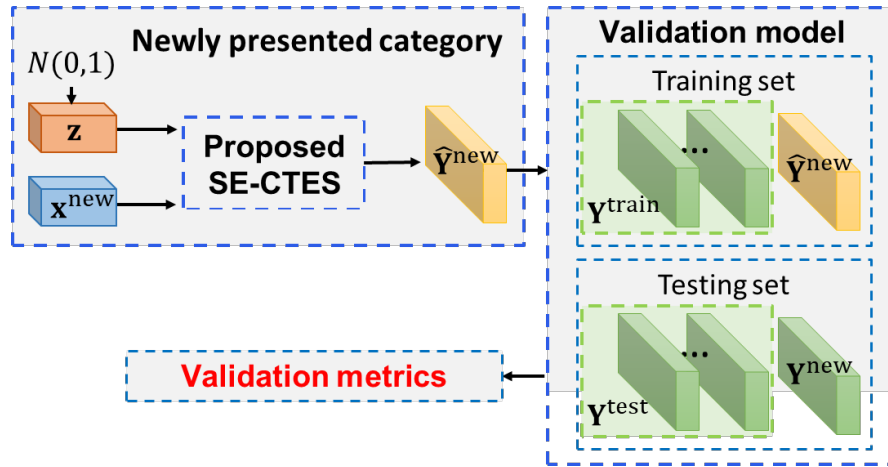 Newly presented category
N(0,1)
z
x^new
Proposed
SE-CTES
Ŷ^new
Validation model
Training set
...
Y^train
Ŷ^new
Testing set
...
Y^test
Y^new
Validation metrics